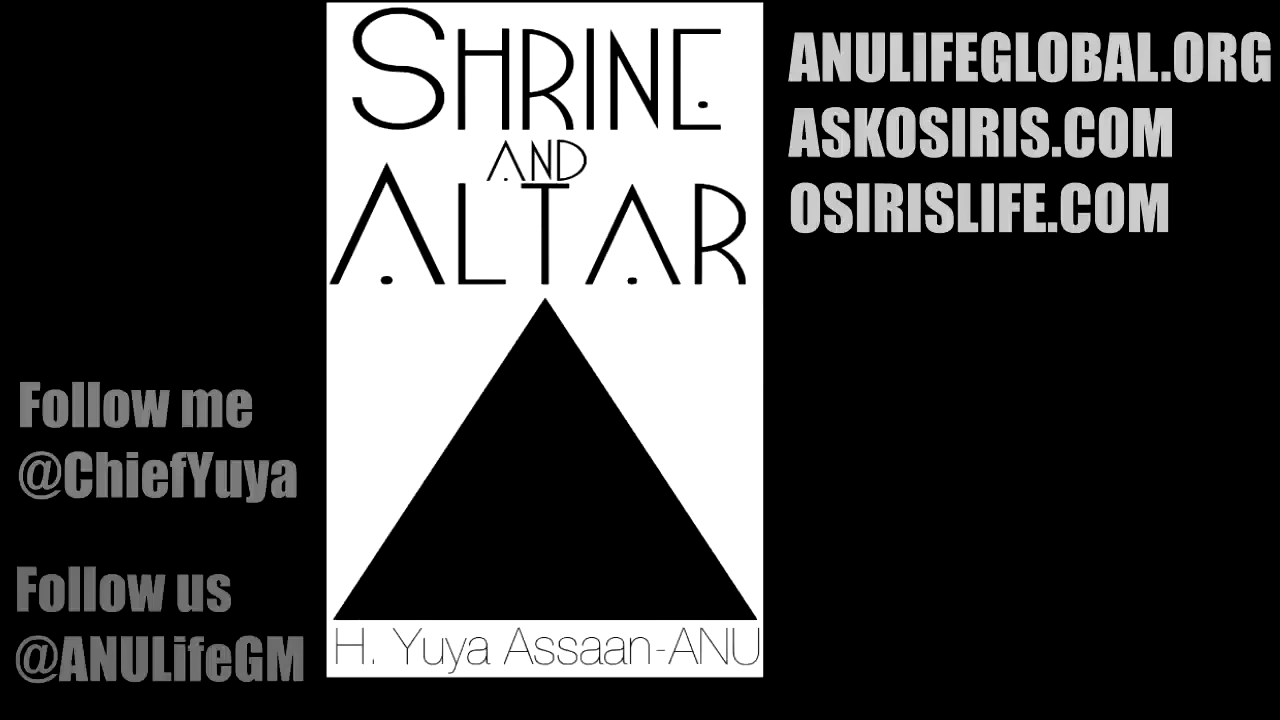 SHRINE
AND
ALTAR
H. Yuya Assaan-ANU
ANULIFEGLOBAL.ORG
ASKOSIRIS.COM
OSIRISLIFE.COM
Follow me
@ChiefYuya
Follow us
@ANULifeGM